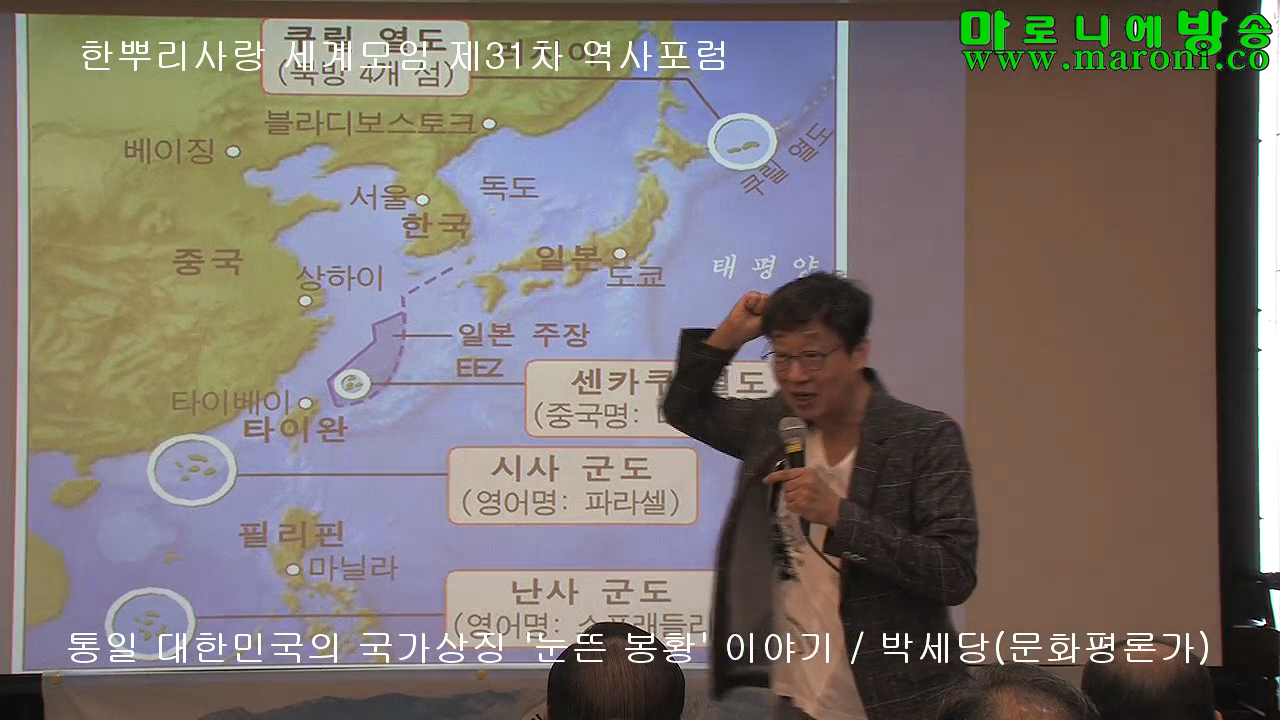 마로니에방송
www.maroni.co
한뿌리사랑 세계모임 제31차 역사포럼
쿠릴 열도
(북방 4개 섬)
블라디보스토크
베이징
쿠릴 열도
서울
독도
한국
중국
일본
도쿄
태평양
상하이
일본 주장
EEZ
센카쿠 열도
(중국명:
타이베이
타이완
시사 군도
(영어명: 파라셀)
필리핀
마닐라
난사 군도
(영어명:
통일 대한민국의 국가상징 '눈뜬 봉황' 이야기 / 박세당(문화평론가)